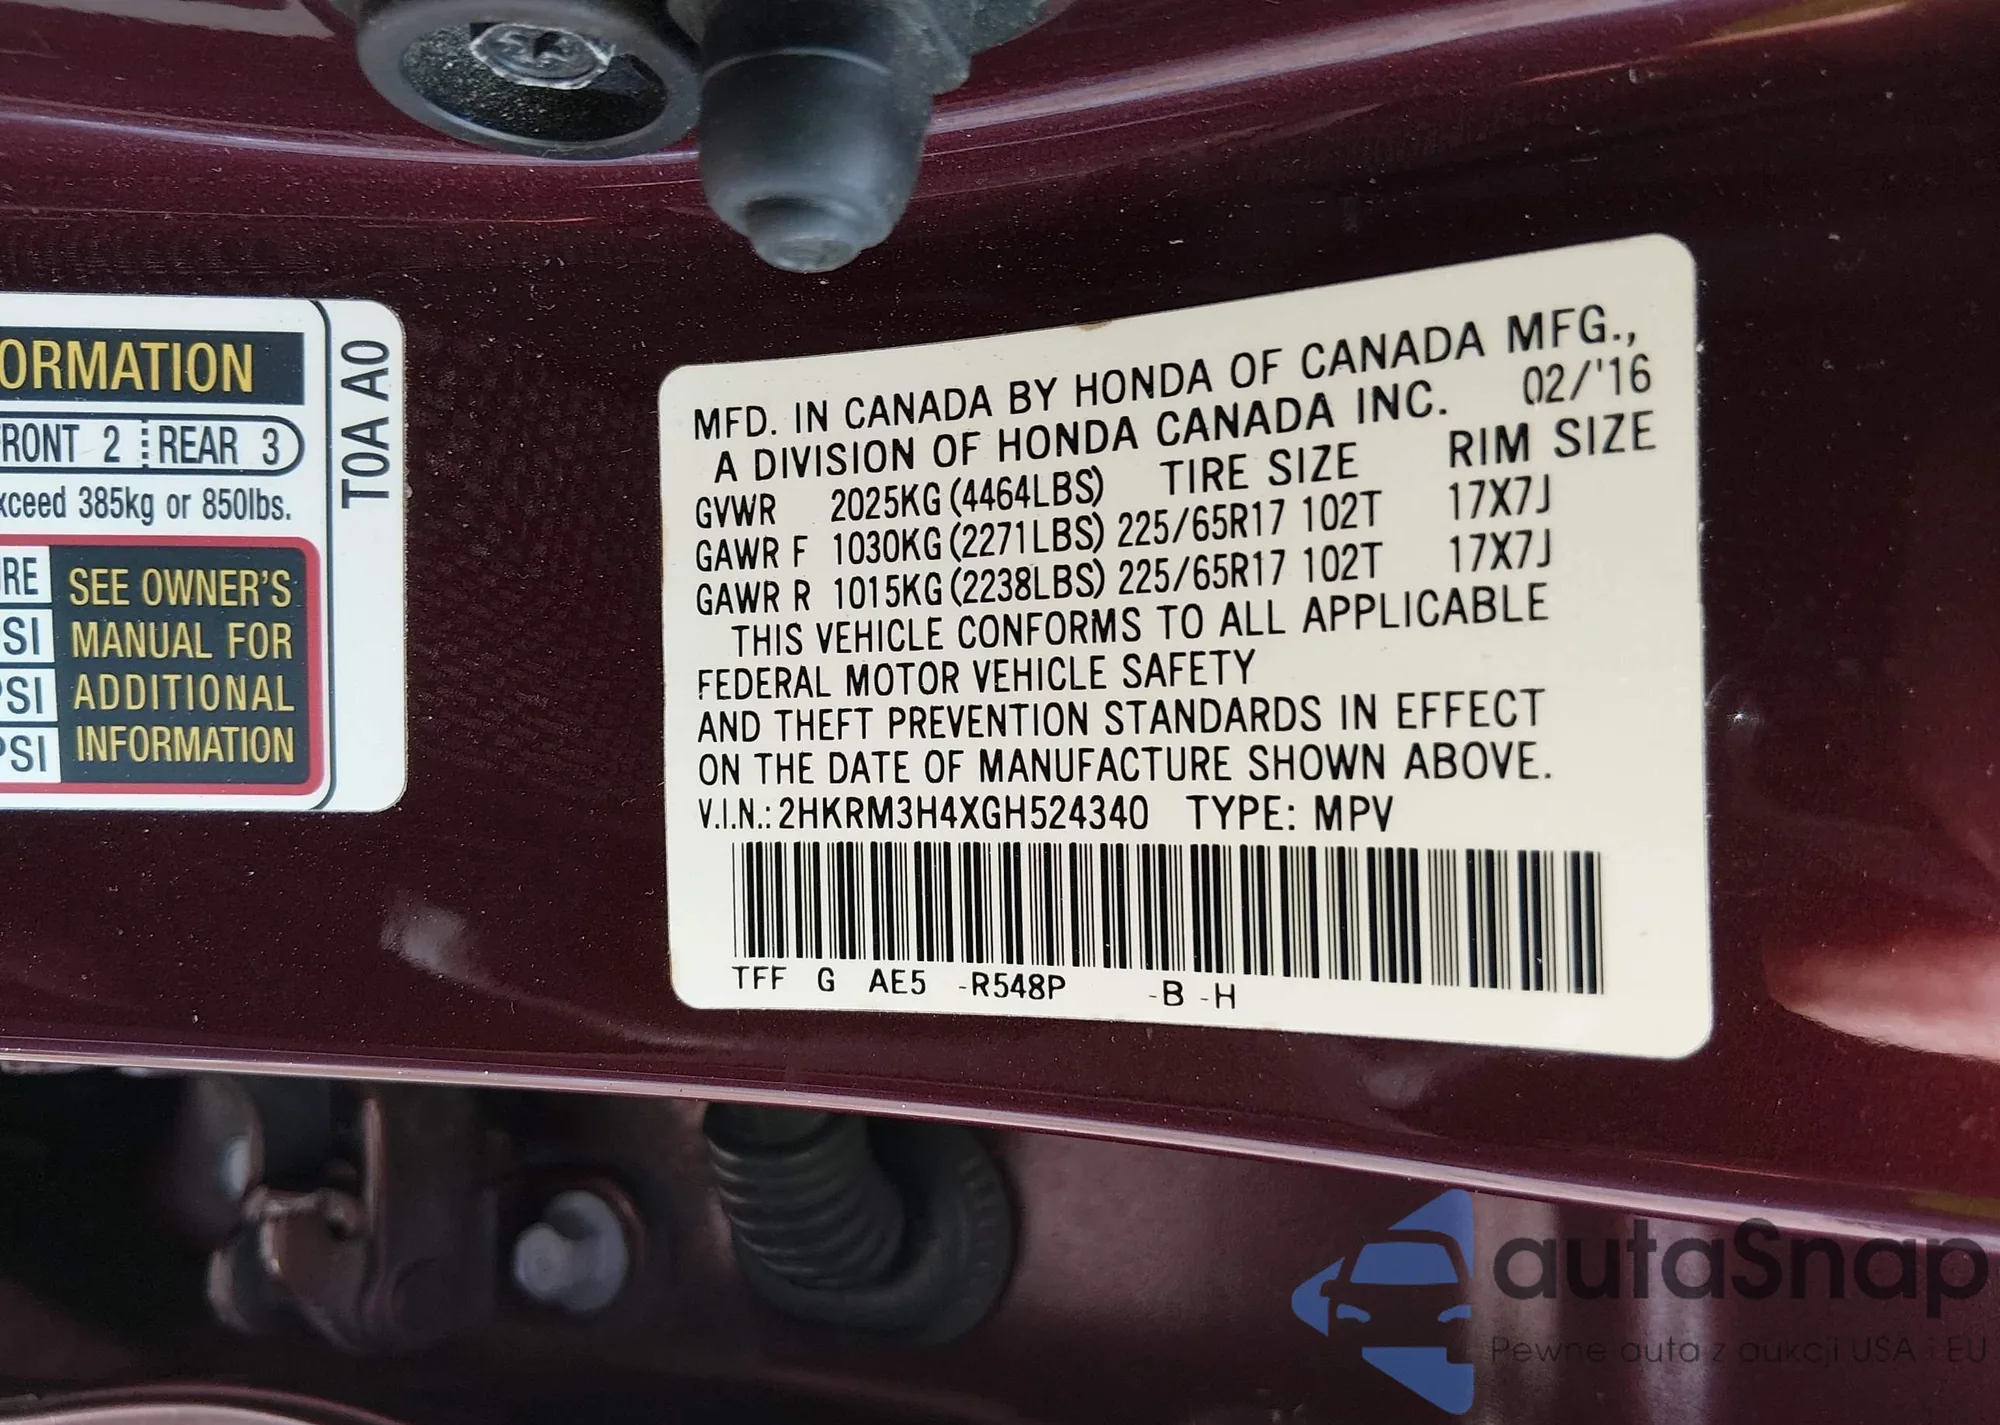 ORMATION
RONT 2 REAR 3
xceed 385kg or 850lbs.
RE
SI
PSI
PSI
SEE OWNER'S
MANUAL FOR
ADDITIONAL
INFORMATION
T0A A0
MFD. IN CANADA BY HONDA OF CANADA MFG.,
A DIVISION OF HONDA CANADA INC. 02/'16
GVWR 2025KG (4464LBS) TIRE SIZE RIM SIZE
GAWR F 1030KG (2271LBS) 225/65R17 102T 17X7J
GAWR R 1015KG (2238LBS) 225/65R17 102T 17X7J
THIS VEHICLE CONFORMS TO ALL APPLICABLE
FEDERAL MOTOR VEHICLE SAFETY
AND THEFT PREVENTION STANDARDS IN EFFECT
ON THE DATE OF MANUFACTURE SHOWN ABOVE.
V.I.N.: 2HKRM3H4XGH524340 TYPE: MPV
TFF G AE5 -R548P -B -H
autaSnap
Pewne auta z aukcji USA i EU